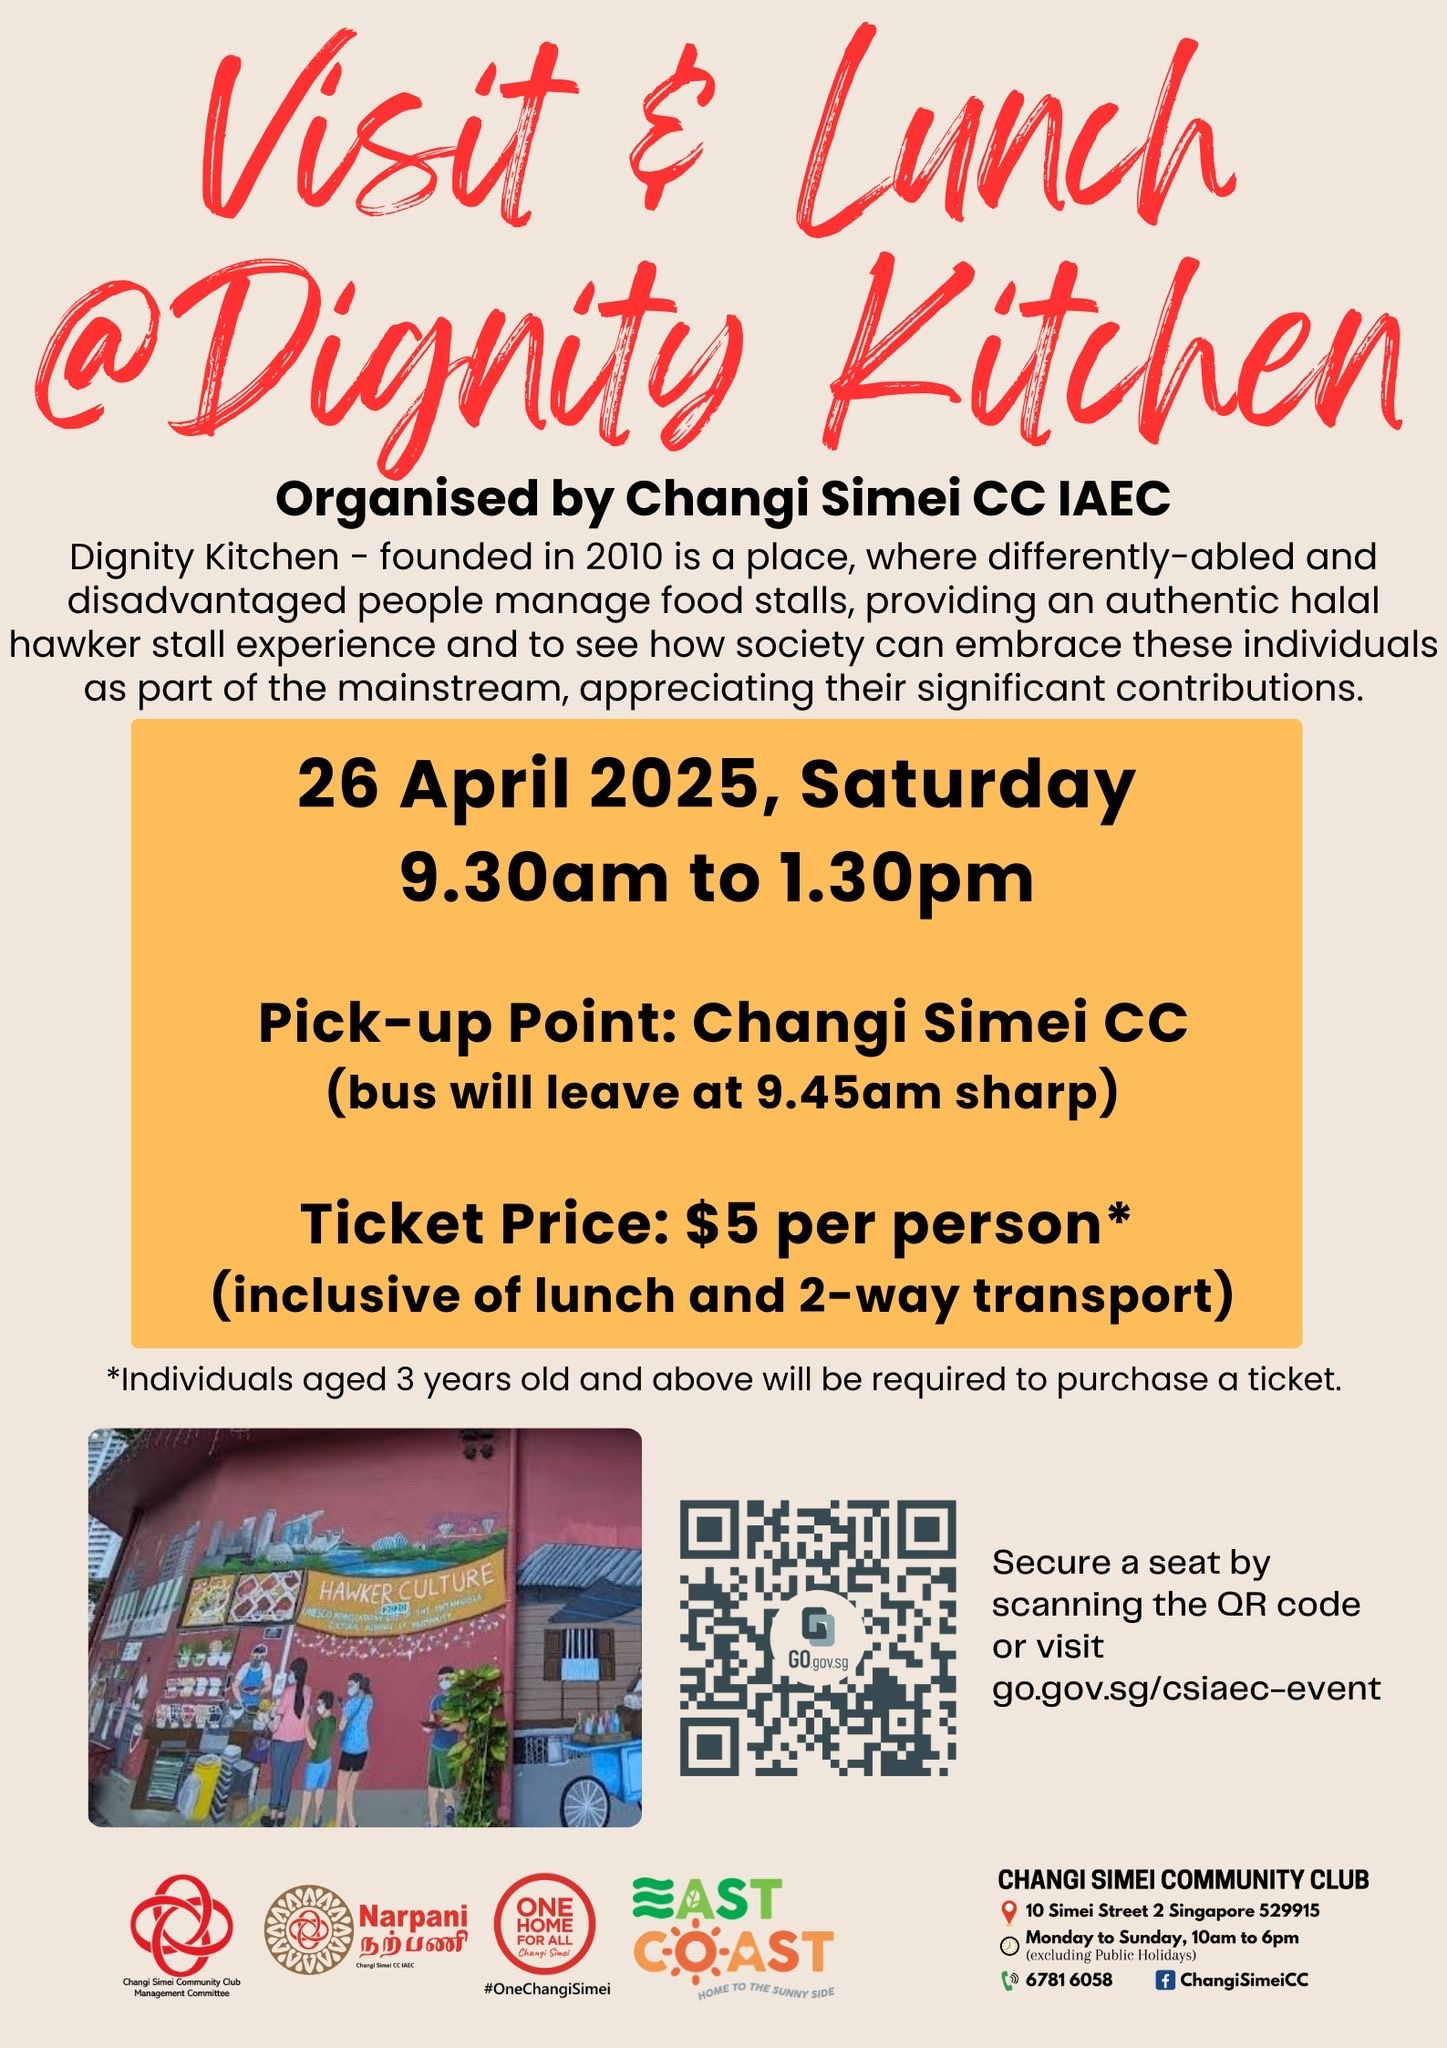 Visit & Lunch
@Dignity Kitchen
Organised by Changi Simei CC IAEC
Dignity Kitchen - founded in 2010 is a place, where differently-abled and
disadvantaged people manage food stalls, providing an authentic halal
hawker stall experience and to see how society can embrace these individuals
as part of the mainstream, appreciating their significant contributions.
26 April 2025, Saturday
9.30am to 1.30pm
Pick-up Point: Changi Simei CC
(bus will leave at 9.45am sharp)
Ticket Price: $5 per person*
(inclusive of lunch and 2-way transport)
*Individuals aged 3 years old and above will be required to purchase a ticket.
HAWKER CULTURE
2020
GO.gov.sg
Secure a seat by
scanning the QR code
or visit
go.gov.sg/csiaec-event
Changi Simei Community Club
Management Committee
Narpani
நற்பணி
Changi Simei CC IAEC
ONE
HOME
FOR ALL
Changi Simei
#OneChangiSimei
EAST
COAST
HOME TO THE SUNNY SIDE
CHANGI SIMEI COMMUNITY CLUB
10 Simei Street 2 Singapore 529915
Monday to Sunday, 10am to 6pm
(excluding Public Holidays)
6781 6058
ChangiSimeiCC